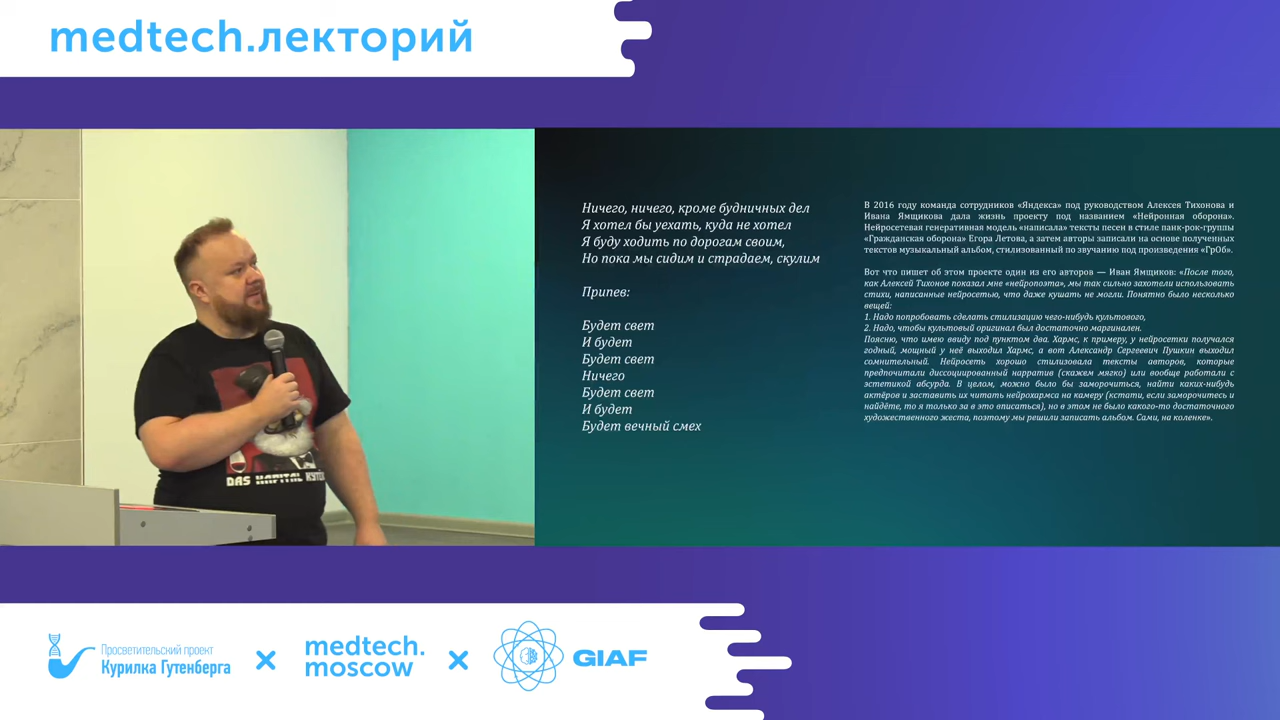 medtech.лекторий
DAS KAPITAL
Ничего, ничего, кроме будничных дел
Я хотел бы уехать, куда не хотел
Я буду ходить по дорогам своим,
Но пока мы сидим и страдаем, скулим
Припев:
Будет свет
И будет
Будет свет
Ничего
Будет свет
И будет
Будет вечный смех
В 2016 году команда сотрудников «Яндекса» под руководством Алексея Тихонова и
Ивана Ямщикова дала жизнь проекту под названием «Нейронная оборона».
Нейросетевая генеративная модель «написала» тексты песен в стиле панк-рок-группы
«Гражданская оборона» Егора Летова, а затем авторы записали на основе полученных
текстов музыкальный альбом, стилизованный по звучанию под произведения «ГрОб».
Вот что пишет об этом проекте один из его авторов — Иван Ямщиков: «После того,
как Алексей Тихонов показал мне «нейропоэта», мы так сильно захотели использовать
стихи, написанные нейросетью, что даже кушать не могли. Понятно было несколько
вещей:
1. Надо попробовать сделать стилизацию чего-нибудь культового,
2. Надо, чтобы культовый оригинал был достаточно маргинален.
Поясню, что имею ввиду под пунктом два. Хармс, к примеру, у нейросетки получался
годный, мощный у неё выходил Хармс, а вот Александр Сергеевич Пушкин выходил
сомнительный. Нейросеть хорошо стилизовала тексты авторов, которые
предпочитали диссоциированный нарратив (скажем мягко) или вообще работали с
эстетикой абсурда. В целом, можно было бы заморочиться, найти каких-нибудь
актёров и заставить их читать нейрохармса на камеру (кстати, если заморочитесь и
найдёте, то я только за в это вписаться), но в этом не было какого-то достаточного
художественного жеста, поэтому мы решили записать альбом. Сами, на коленке».
Просветительский проект
Курилка Гутенберга
medtech.
moscow
GIAF